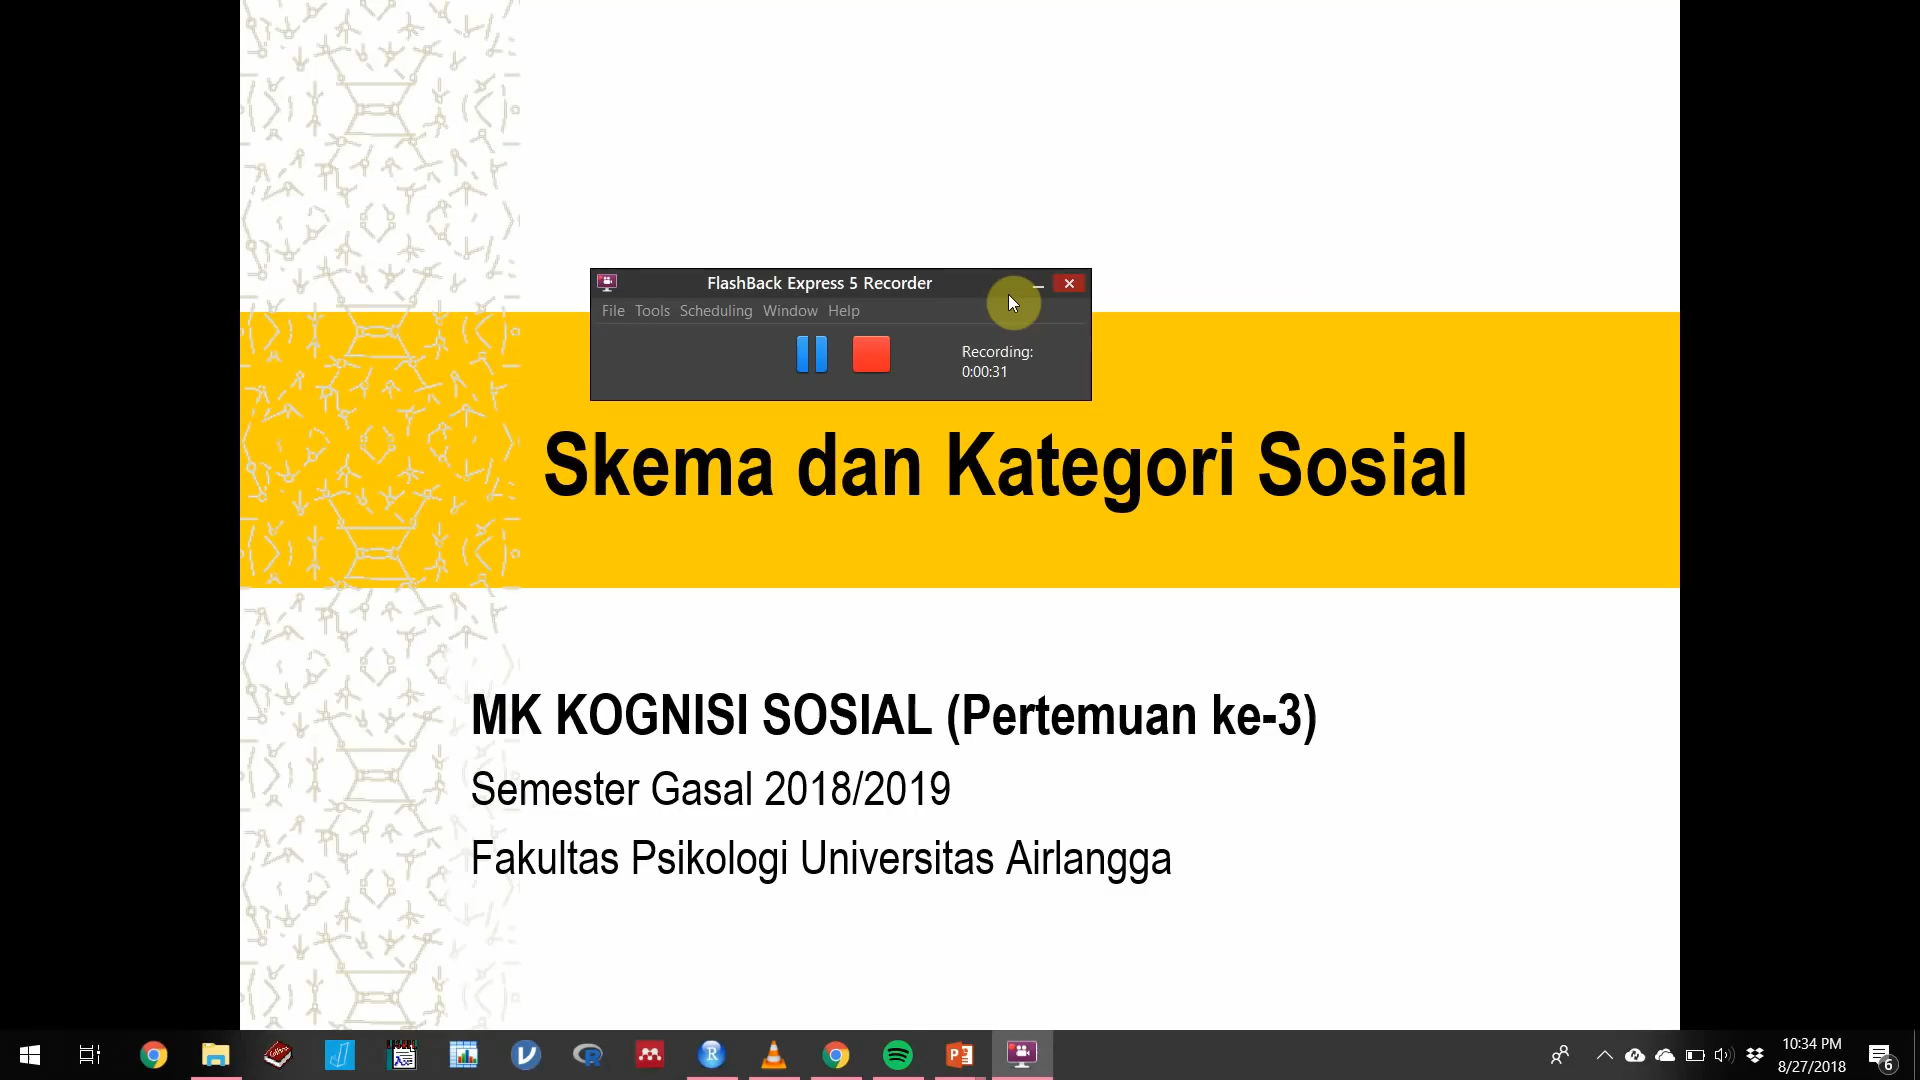 FlashBack Express 5 Recorder
File Tools Scheduling Window Help
Recording:
0:00:31
Skema dan Kategori Sosial
MK KOGNISI SOSIAL (Pertemuan ke-3)
Semester Gasal 2018/2019
Fakultas Psikologi Universitas Airlangga
10:34 PM
8/27/2018
6